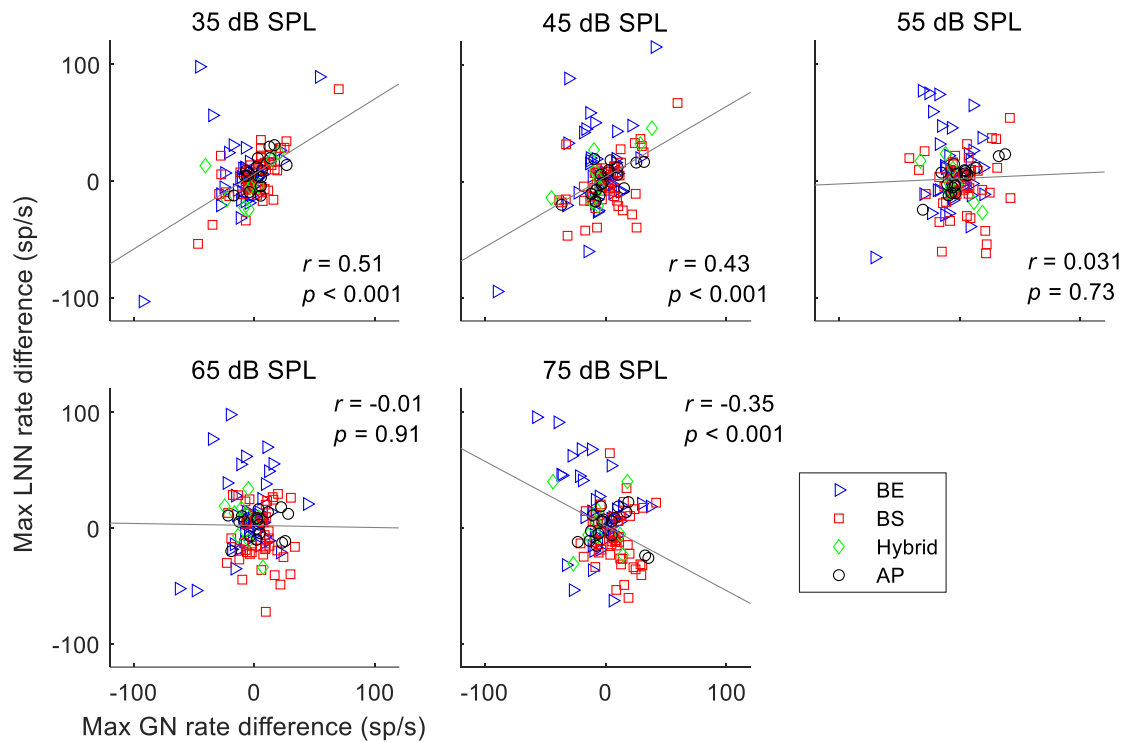 35 dB SPL
45 dB SPL
55 dB SPL
100
0
-100
r = 0.51
p < 0.001
r = 0.43
p < 0.001
r = 0.031
p = 0.73
Max LNN rate difference (sp/s)
65 dB SPL
75 dB SPL
100
0
-100
r = -0.01
p = 0.91
r = -0.35
p < 0.001
-100 0 100
-100 0 100
Max GN rate difference (sp/s)
BE
BS
Hybrid
AP